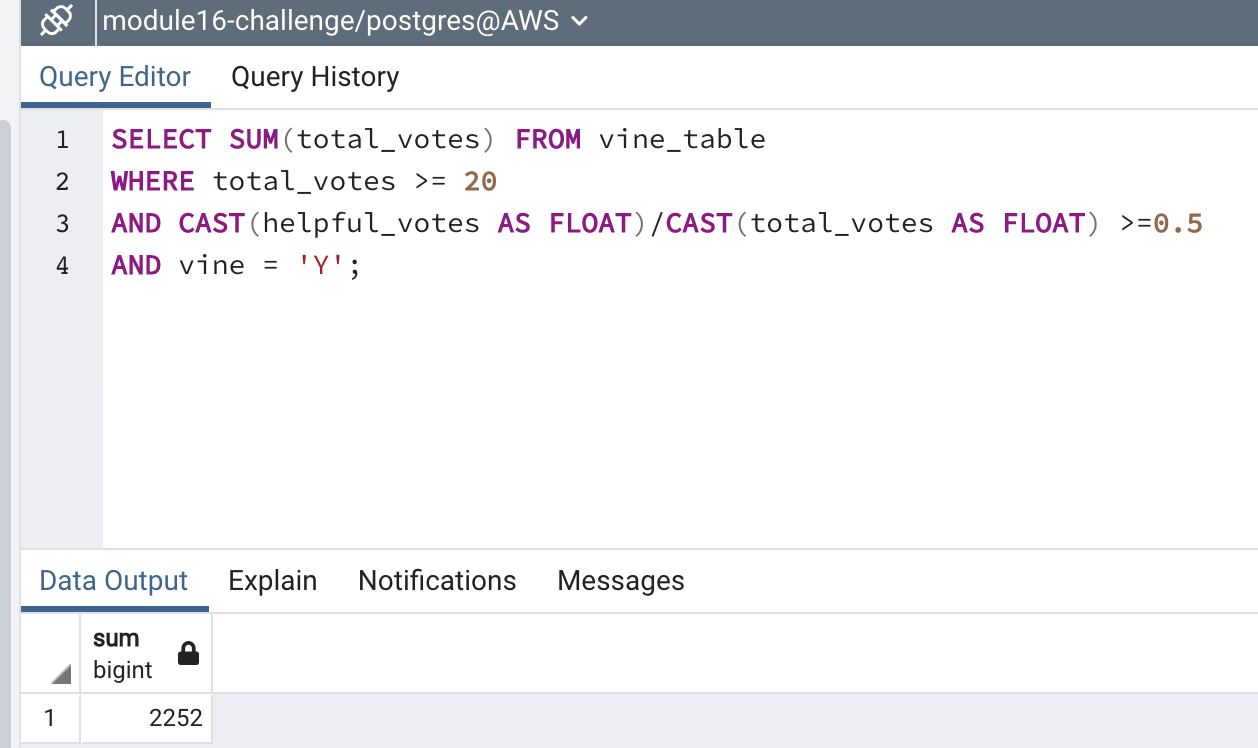 module16-challenge/postgres@AWS
Query Editor Query History
1 SELECT SUM(total_votes) FROM vine_table
2 WHERE total_votes >= 20
3 AND CAST(helpful_votes AS FLOAT)/CAST(total_votes AS FLOAT) >=0.5
4 AND vine = 'Y';
Data Output Explain Notifications Messages
sum
bigint
1 2252